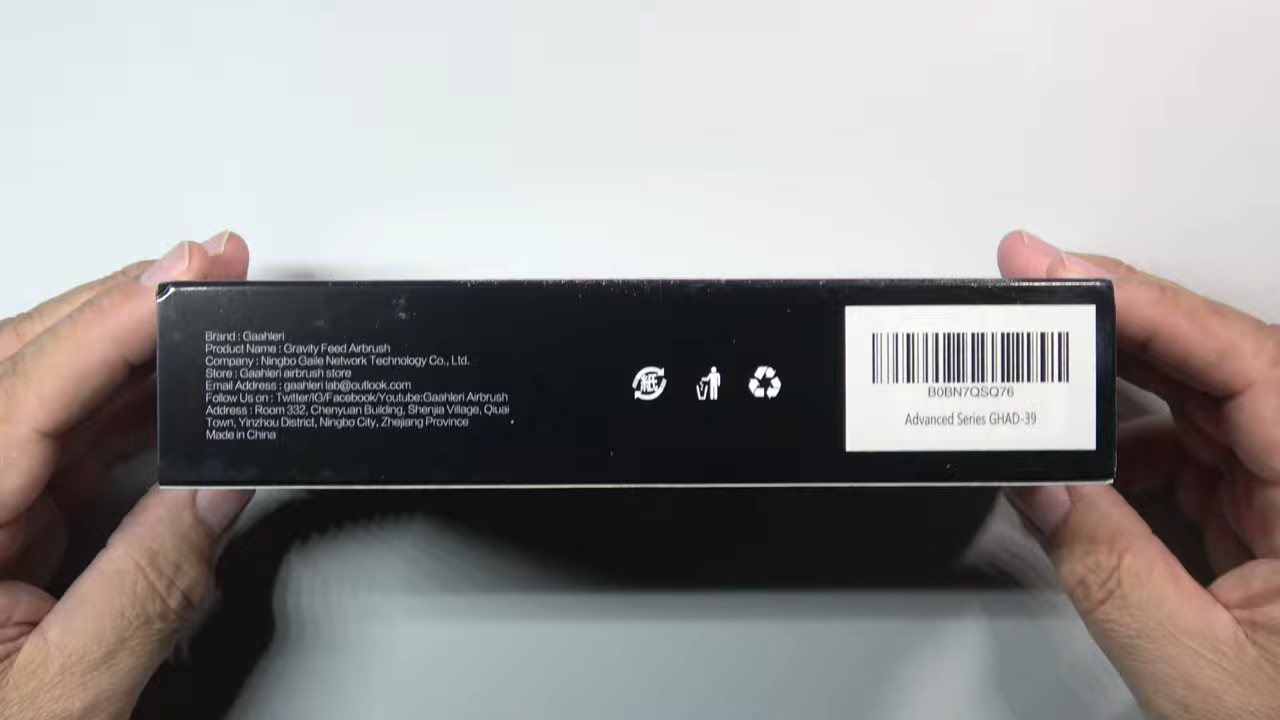 Brand : Gaahleri
Product Name : Gravity Feed Airbrush
Company : Ningbo Gaile Network Technology Co., Ltd.
Store : Gaahleri airbrush store
Email Address : gaahleri lab@outlook.com
Follow Us on : Twitter/IG/Facebook/Youtube:Gaahleri Airbrush
Address : Room 332, Chenyuan Building, Shenjia Village, Qiuai
Town, Yinzhou District, Ningbo City, Zhejiang Province
Made in China
紙
B0BN7QSQ76
Advanced Series GHAD-39